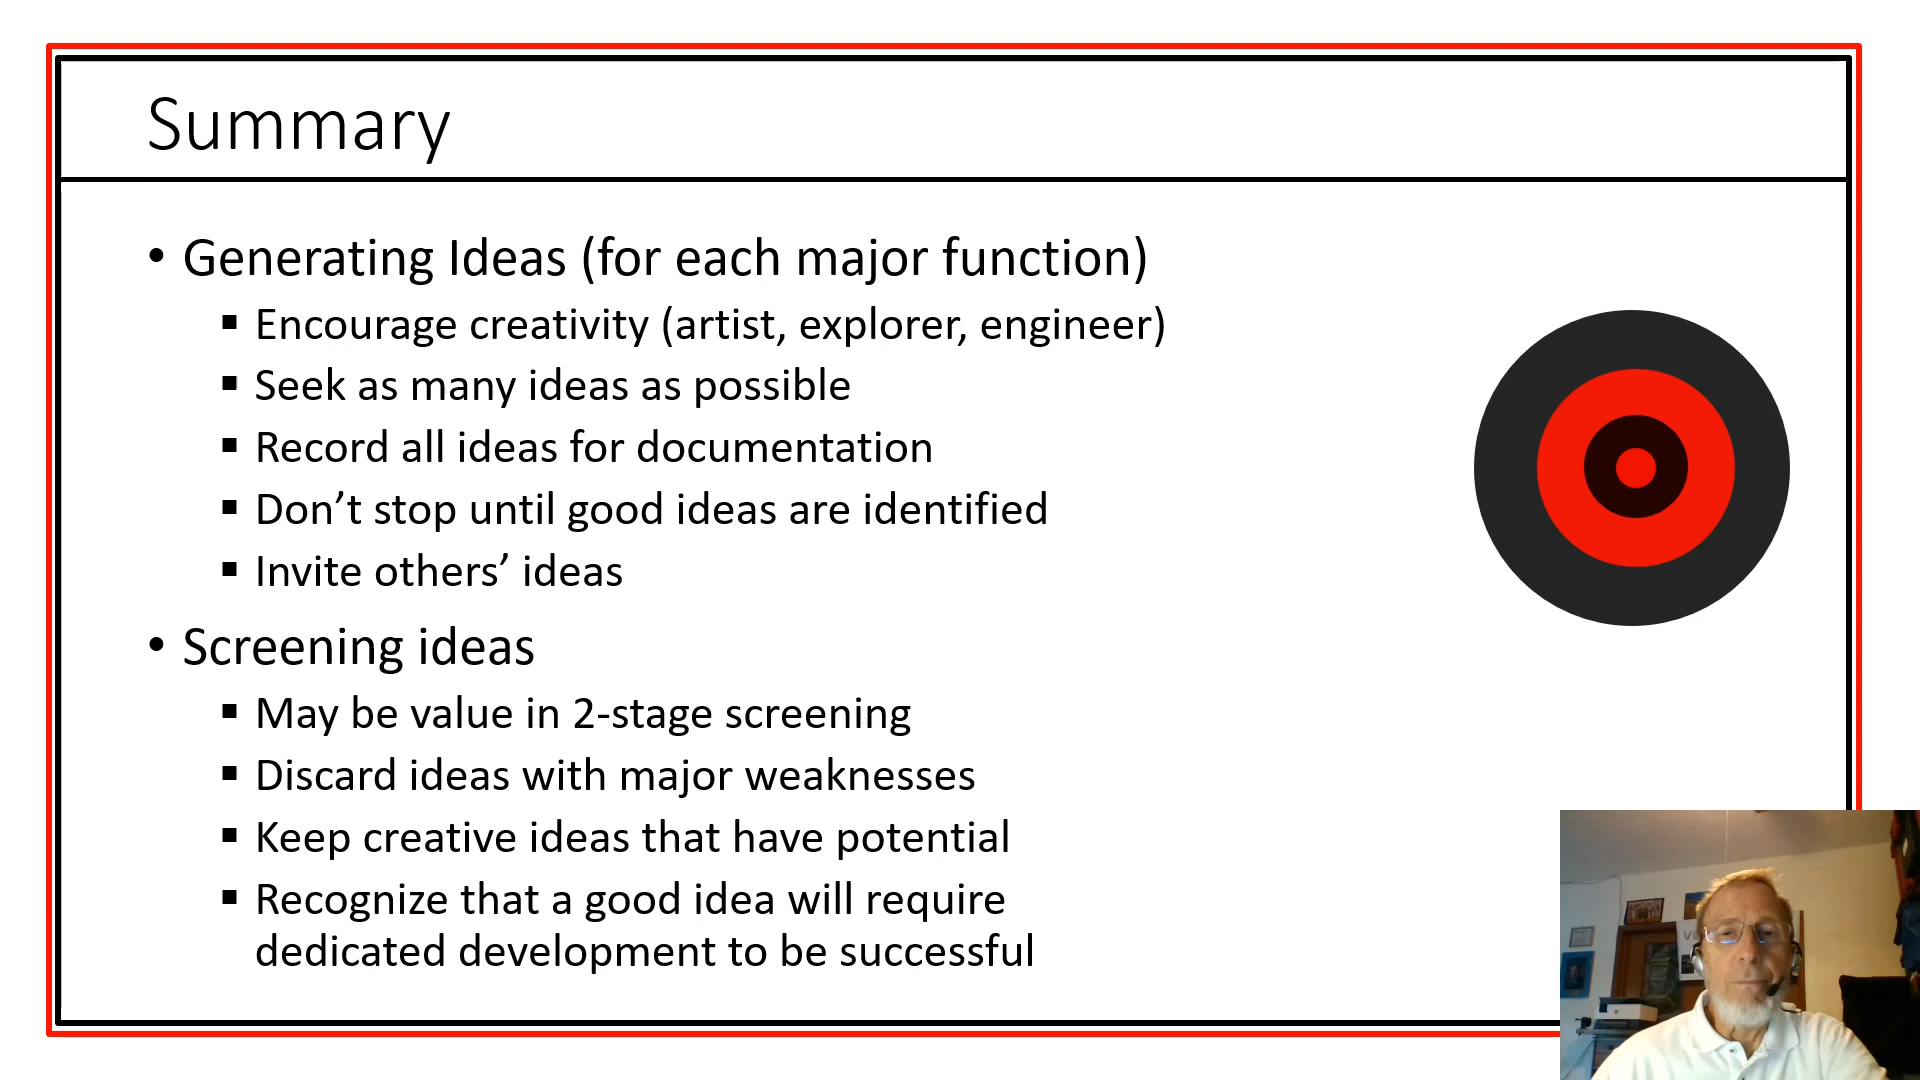 Summary
• Generating Ideas (for each major function)
▪ Encourage creativity (artist, explorer, engineer)
▪ Seek as many ideas as possible
▪ Record all ideas for documentation
▪ Don’t stop until good ideas are identified
▪ Invite others’ ideas
• Screening ideas
▪ May be value in 2-stage screening
▪ Discard ideas with major weaknesses
▪ Keep creative ideas that have potential
▪ Recognize that a good idea will require
dedicated development to be successful